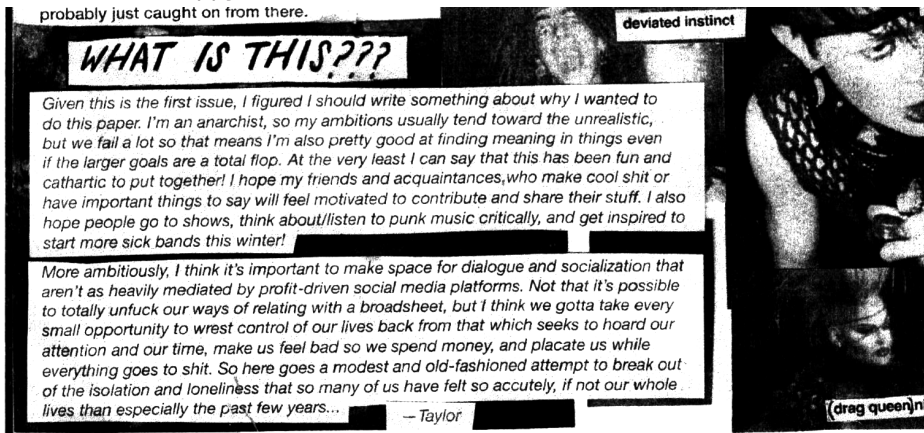 probably just caught on from there.
deviated instinct
WHAT IS THIS???
Given this is the first issue, I figured I should write something about why I wanted to
do this paper. I'm an anarchist, so my ambitions usually tend toward the unrealistic,
but we fail a lot so that means I'm also pretty good at finding meaning in things even
if the larger goals are a total flop. At the very least I can say that this has been fun and
cathartic to put together! I hope my friends and acquaintances, who make cool shit or
have important things to say will feel motivated to contribute and share their stuff. I also
hope people go to shows, think about/listen to punk music critically, and get inspired to
start more sick bands this winter!
More ambitiously, I think it's important to make space for dialogue and socialization that
aren't as heavily mediated by profit-driven social media platforms. Not that it's possible
to totally unfuck our ways of relating with a broadsheet, but I think we gotta take every
small opportunity to wrest control of our lives back from that which seeks to hoard our
attention and our time, make us feel bad so we spend money, and placate us while
everything goes to shit. So here goes a modest and old-fashioned attempt to break out
of the isolation and loneliness that so many of us have felt so accutely, if not our whole
lives than especially the past few years...
– Taylor
(drag queen)n